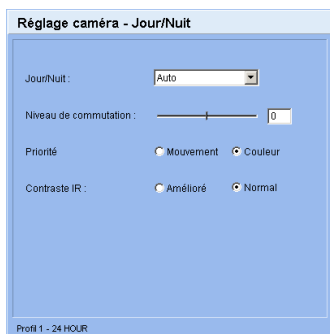 Réglage caméra - Jour/Nuit
Jour/Nuit : Auto
Niveau de commutation : 0
Priorité Mouvement Couleur
Contraste IR : Amélioré Normal
Profil 1 - 24 HOUR